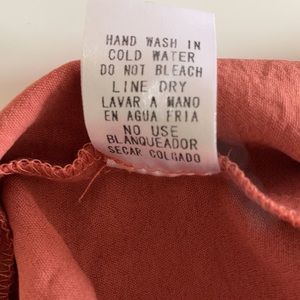 HAND WASH IN
COLD WATER
DO NOT BLEACH
LINE DRY
LAVAR A MANO
EN AGUA FRIA
NO USE
BLANQUEADOR
SECAR COLGADO